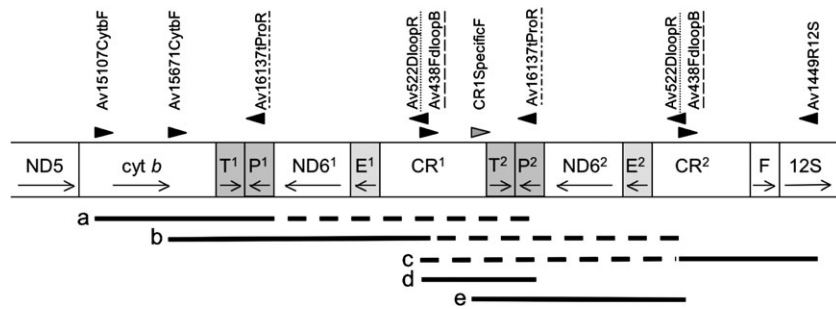 Av15107CytbF
Av15671CytbF
Av16137tProR
Av522DloopR
Av438FdloopB
CR1SpecificF
Av16137tProR
Av522DloopR
Av438FdloopB
Av1449R12S
ND5 cyt b T¹ P¹ ND6¹ E¹ CR¹ T² P² ND6² E² CR² F 12S
a
b
c
d
e